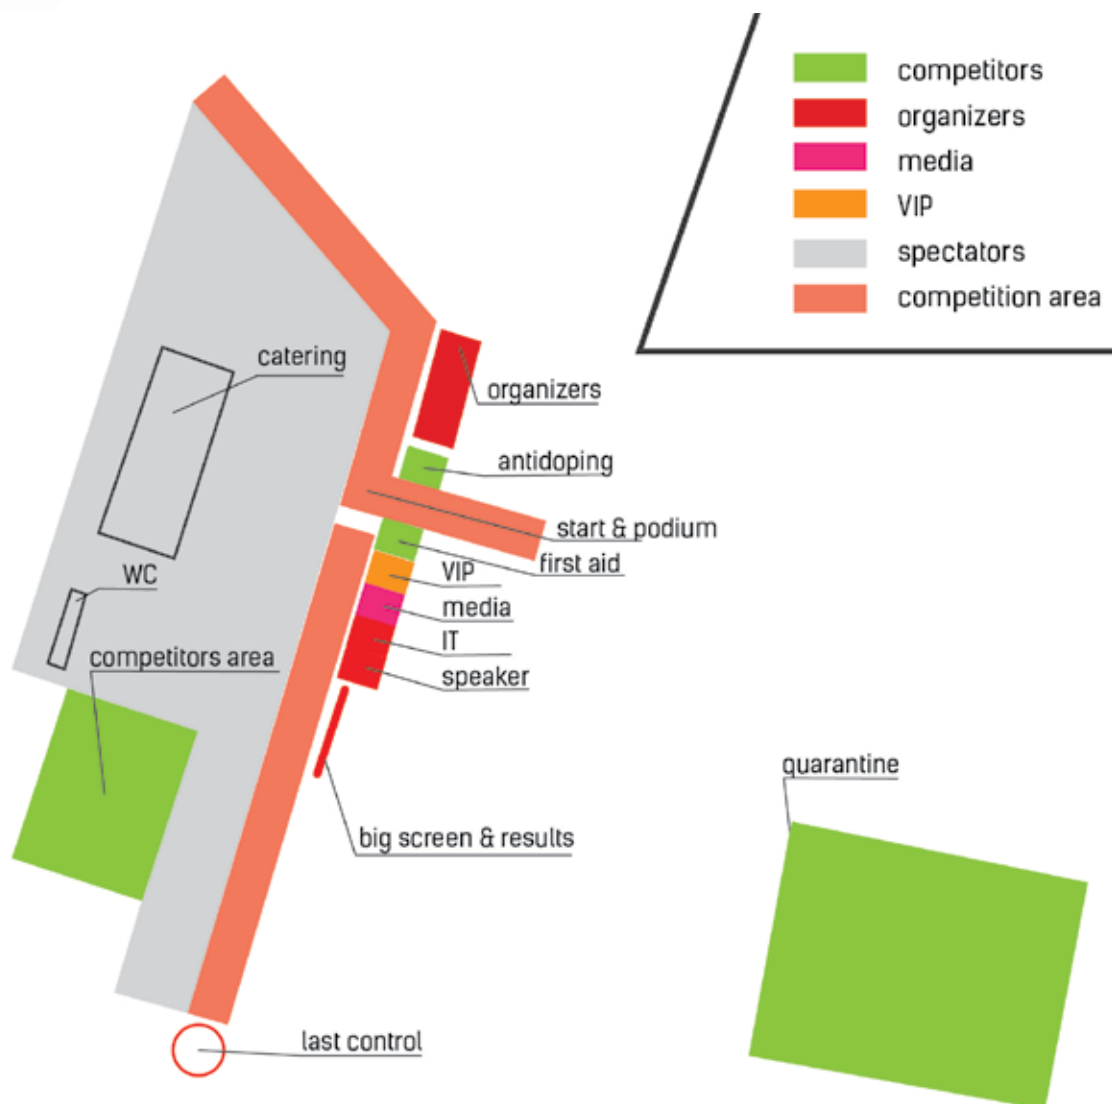 competitors
organizers
media
VIP
spectators
competition area
catering
organizers
antidoping
start & podium
first aid
VIP
WC
media
IT
competitors area
speaker
quarantine
big screen & results
last control